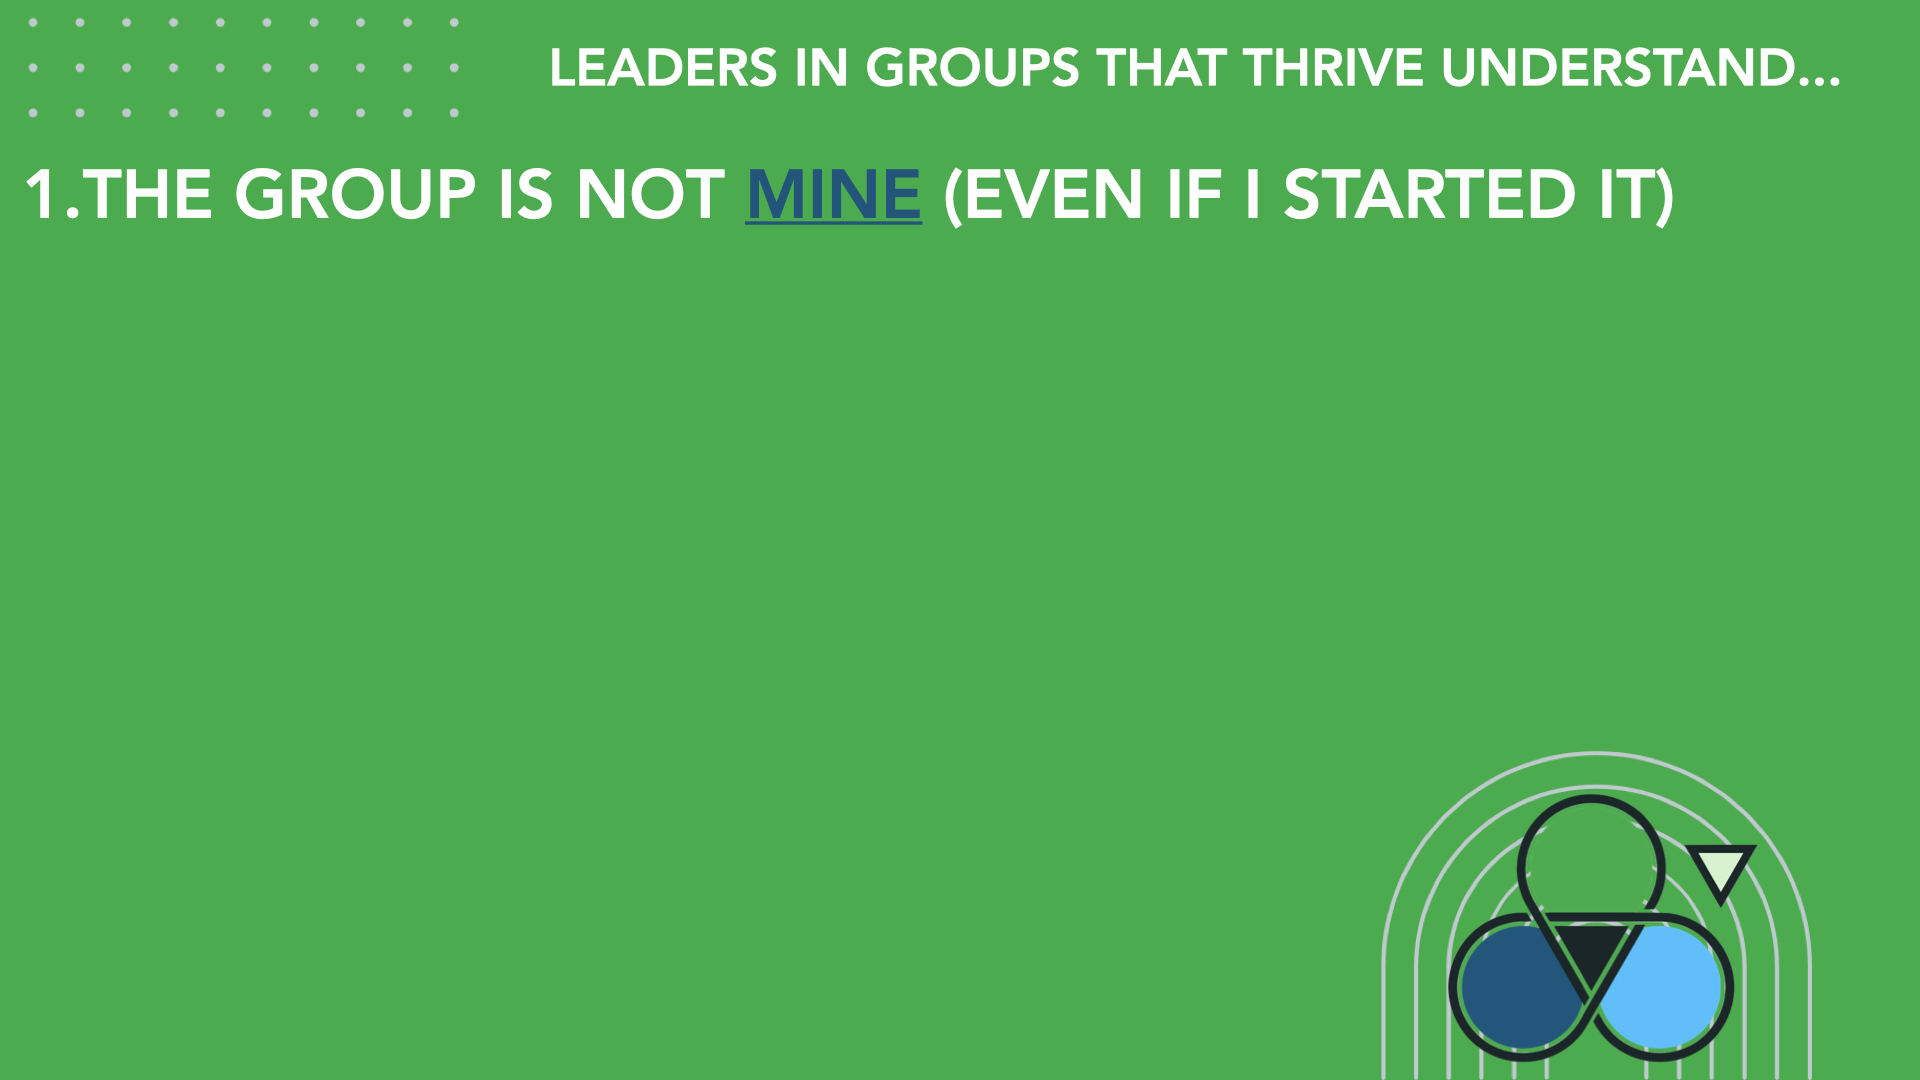 LEADERS IN GROUPS THAT THRIVE UNDERSTAND...
1.THE GROUP IS NOT MINE (EVEN IF I STARTED IT)